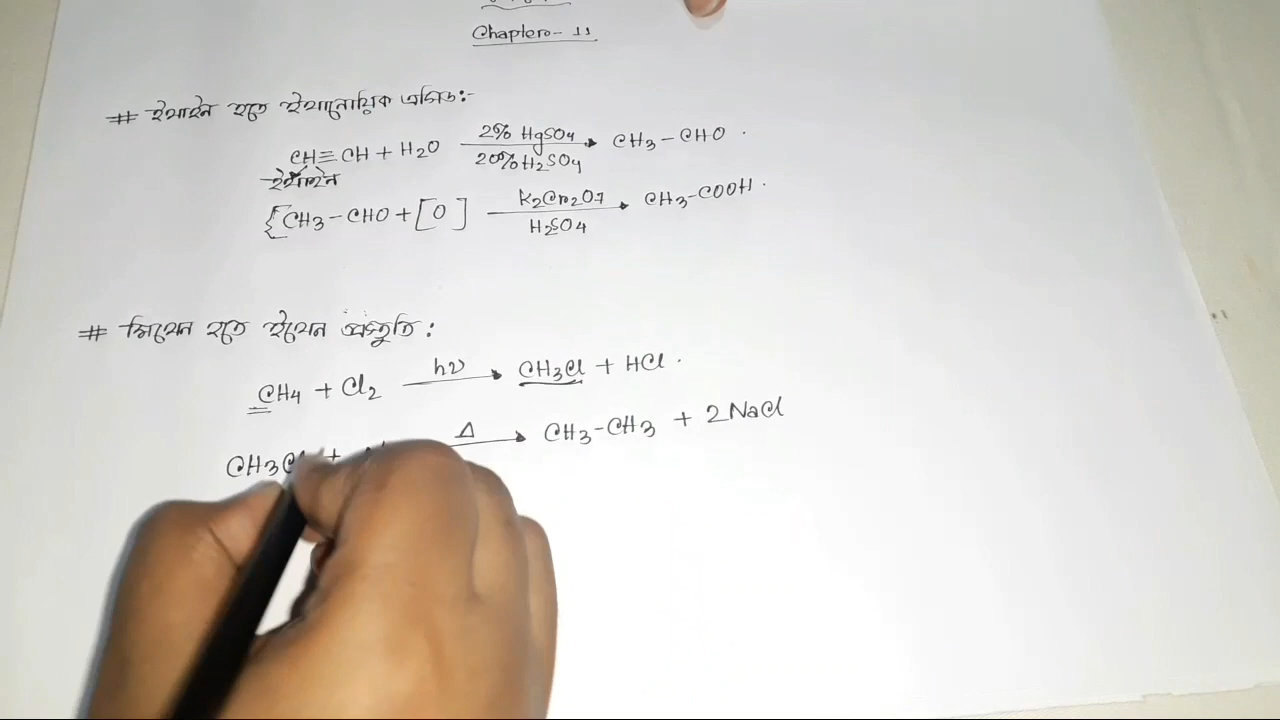 Chapter- 11
# ইথাইন হতে ইথানোয়িক এসিড:-
CH≡CH + H2O 2% HgSO4 20% H2SO4 → CH3-CHO .
ইথাইন
{CH3-CHO + [O] K2Cr2O7 H2SO4 → CH3-COOH .
# মিথেন হতে ইথেন প্রস্তুতি :
CH4 + Cl2 hν → CH3Cl + HCl .
CH3Cl + Δ → CH3-CH3 + 2NaCl